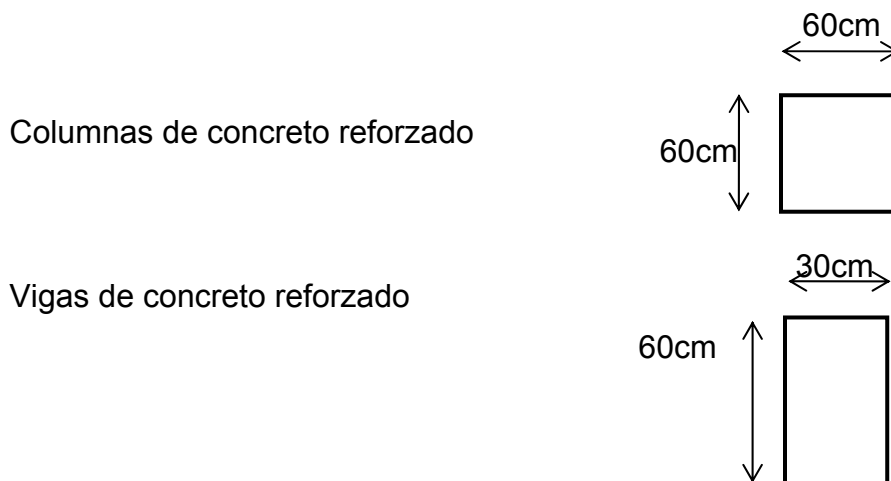 60cm
Columnas de concreto reforzado
60cm
30cm
Vigas de concreto reforzado
60cm